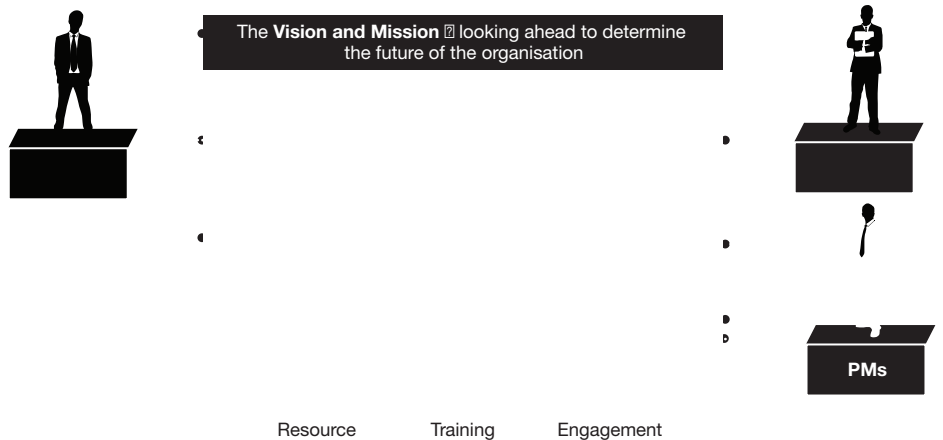 The Vision and Mission ⍰ looking ahead to determine
the future of the organisation
PMs
Resource Training Engagement